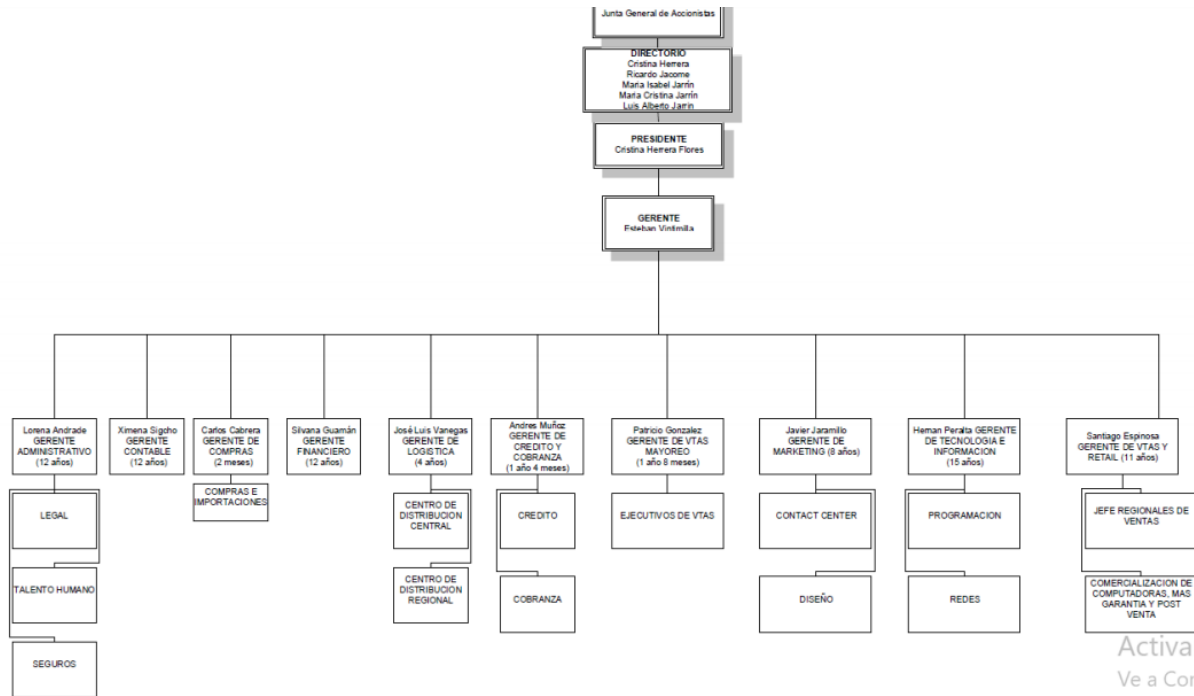 Junta General de Accionistas
DIRECTORIO
Cristina Herrera
Ricardo Jacome
Maria Isabel Jarrín
Maria Cristina Jarrín
Luis Alberto Jarrin
PRESIDENTE
Cristina Herrera Flores
GERENTE
Esteban Vintimilla
Lorena Andrade
GERENTE
ADMINISTRATIVO
(12 años)
Ximena Sigcho
GERENTE
CONTABLE
(12 años)
Carlos Cabrera
GERENTE DE
COMPRAS
(2 meses)
Silvana Guamán
GERENTE
FINANCIERO
(12 años)
José Luis Vanegas
GERENTE DE
LOGISTICA
(4 años)
Andres Muñoz
GERENTE DE
CREDITO Y
COBRANZA
(1 año 4 meses)
Patricio Gonzalez
GERENTE DE VTAS
MAYOREO
(1 año 8 meses)
Javier Jaramillo
GERENTE DE
MARKETING (8 años)
Hernan Peralta GERENTE
DE TECNOLOGIA E
INFORMACION
(15 años)
Santiago Espinosa
GERENTE DE VTAS Y
RETAIL (11 años)
LEGAL
TALENTO HUMANO
SEGUROS
COMPRAS E
IMPORTACIONES
CENTRO DE
DISTRIBUCION
CENTRAL
CENTRO DE
DISTRIBUCION
REGIONAL
CREDITO
COBRANZA
EJECUTIVOS DE VTAS
CONTACT CENTER
DISEÑO
PROGRAMACION
REDES
JEFE REGIONALES DE
VENTAS
COMERCIALIZACION DE
COMPUTADORAS, MAS
GARANTIA Y POST
VENTA
Activa
Ve a Con